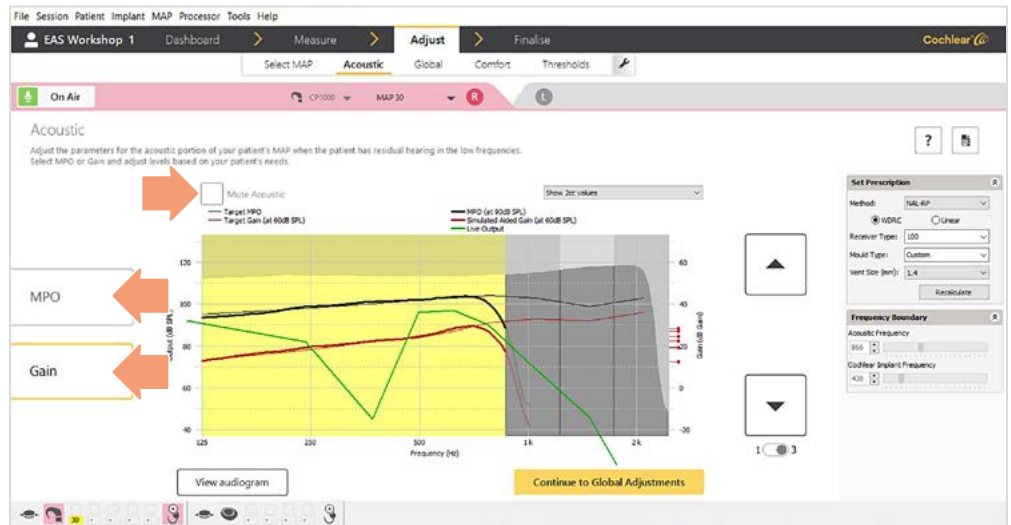 File Session Patient Implant MAP Processor Tools Help
EAS Workshop 1 Dashboard Measure Adjust Finalise Cochlear
Select MAP Acoustic Global Comfort Thresholds
On Air CP1000 MAP 30 R L
Acoustic
Adjust the parameters for the acoustic portion of your patient's MAP when the patient has residual hearing in the low frequencies.
Select MPO or Gain and adjust levels based on your patient's needs.
?
Mute Acoustic
Show 2cc values
Target MPO
Target Gain (at 60dB SPL)
MPO (at 90dB SPL)
Simulated Aided Gain (at 60dB SPL)
Live Output
MPO
Gain
Output (dB SPL)
120
100
80
60
40
60
40
20
0
-20
Gain (dB Gain)
125 250 500 1k 2k
Frequency (Hz)
1 3
View audiogram
Continue to Global Adjustments
Set Prescription
Method: NAL-RP
WDRC Linear
Receiver Type: 100
Mould Type: Custom
Vent Size (mm): 1.4
Recalculate
Frequency Boundary
Acoustic Frequency
866
Cochlear Implant Frequency
438
30